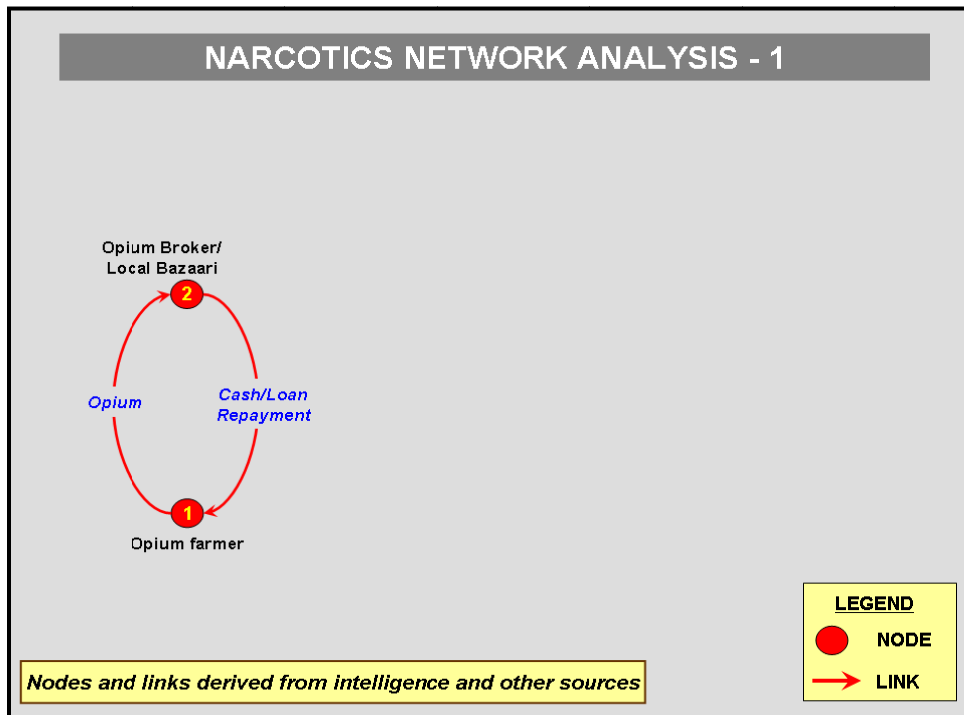 NARCOTICS NETWORK ANALYSIS - 1
Opium Broker/
Local Bazaari
2
Opium
Cash/Loan
Repayment
1
Opium farmer
LEGEND
NODE
LINK
Nodes and links derived from intelligence and other sources